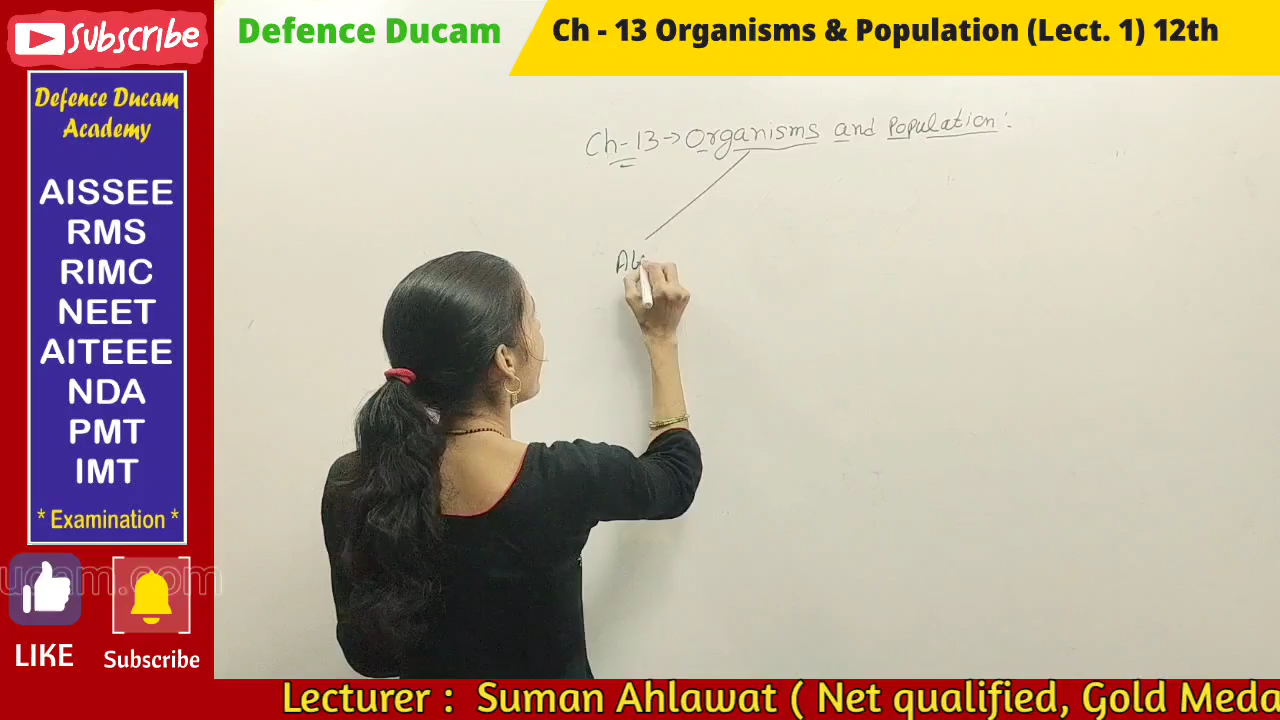 Subscribe
Defence Ducam
Ch - 13 Organisms & Population (Lect. 1) 12th
Defence Ducam
Academy
AISSEE
RMS
RIMC
NEET
AITEEE
NDA
PMT
IMT
* Examination *
LIKE
Subscribe
Ch-13→ Organisms and Population:
Lecturer : Suman Ahlawat ( Net qualified, Gold Meda